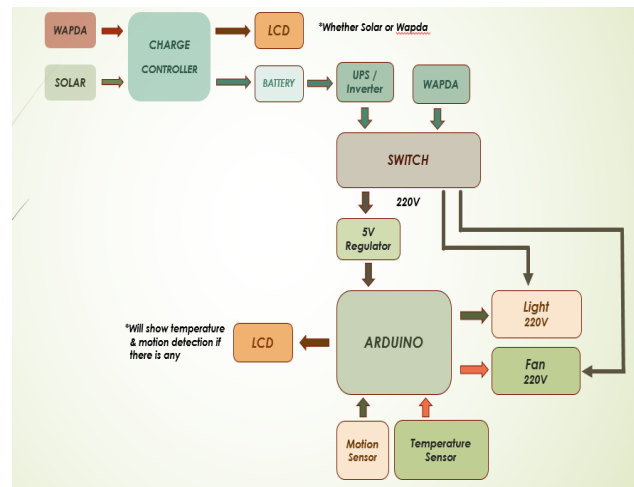 WAPDA
CHARGE
CONTROLLER
LCD
*Whether Solar or Wapda
SOLAR
BATTERY
UPS /
Inverter
WAPDA
SWITCH
220V
5V
Regulator
*Will show temperature
& motion detection if
there is any
LCD
ARDUINO
Light
220V
Fan
220V
Motion
Sensor
Temperature
Sensor